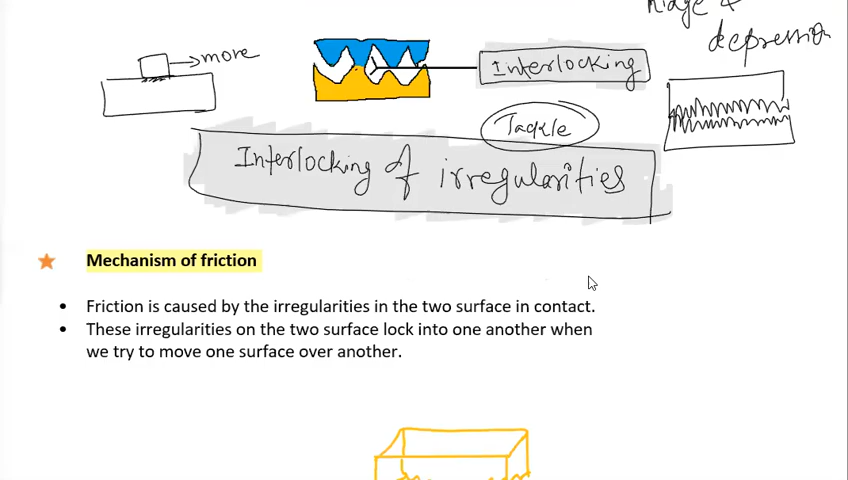 Ridge &
depression
move
Interlocking
Tackle
Interlocking of irregularities
Mechanism of friction
• Friction is caused by the irregularities in the two surface in contact.
• These irregularities on the two surface lock into one another when
we try to move one surface over another.